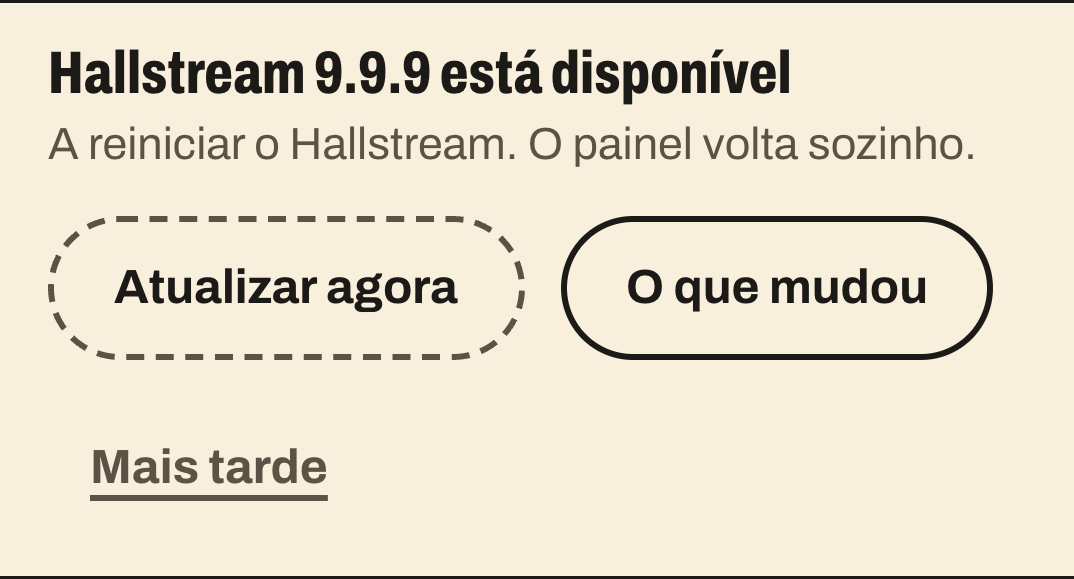 Hallstream 9.9.9 está disponível
A reiniciar o Hallstream. O painel volta sozinho.
Atualizar agora
O que mudou
Mais tarde